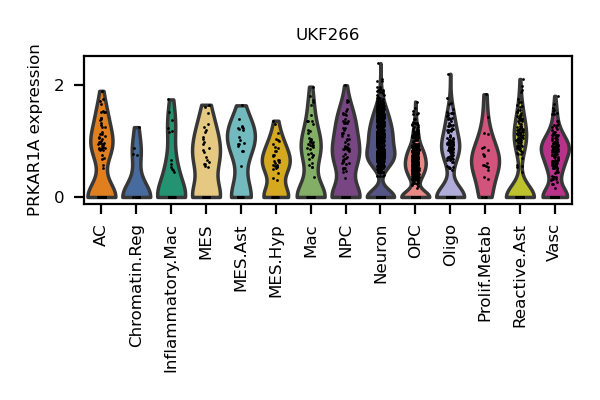 UKF266
PRKAR1A expression
2
0
AC
Chromatin.Reg
Inflammatory.Mac
MES
MES.Ast
MES.Hyp
Mac
NPC
Neuron
OPC
Oligo
Prolif.Metab
Reactive.Ast
Vasc